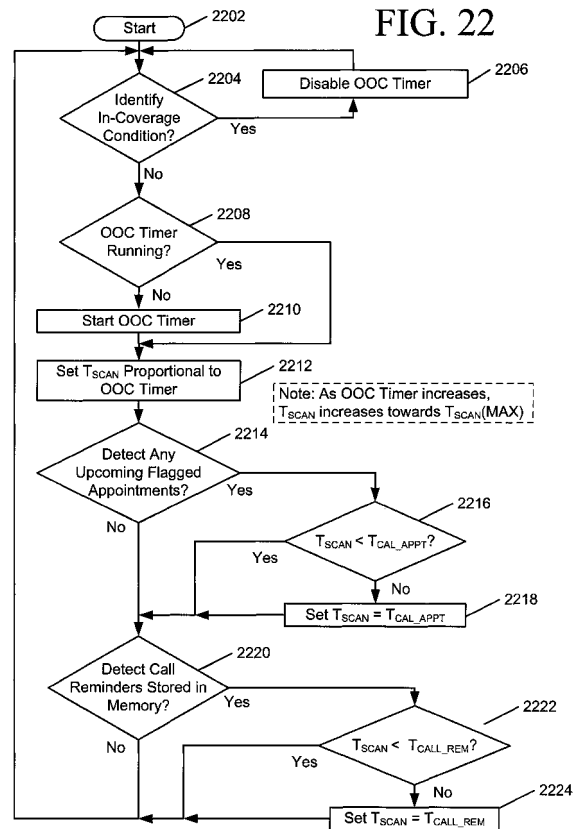 FIG. 22
Start
2202
2204
Identify
In-Coverage
Condition?
Yes
Disable OOC Timer
2206
No
2208
OOC Timer
Running?
Yes
No
2210
Start OOC Timer
2212
Set TSCAN Proportional to
OOC Timer
Note: As OOC Timer increases,
TSCAN increases towards TSCAN(MAX)
2214
Detect Any
Upcoming Flagged
Appointments?
Yes
No
2216
TSCAN < TCAL_APPT?
Yes
No
Set TSCAN = TCAL_APPT
2218
2220
Detect Call
Reminders Stored in
Memory?
Yes
No
2222
TSCAN < TCALL_REM?
Yes
No
2224
Set TSCAN = TCALL_REM